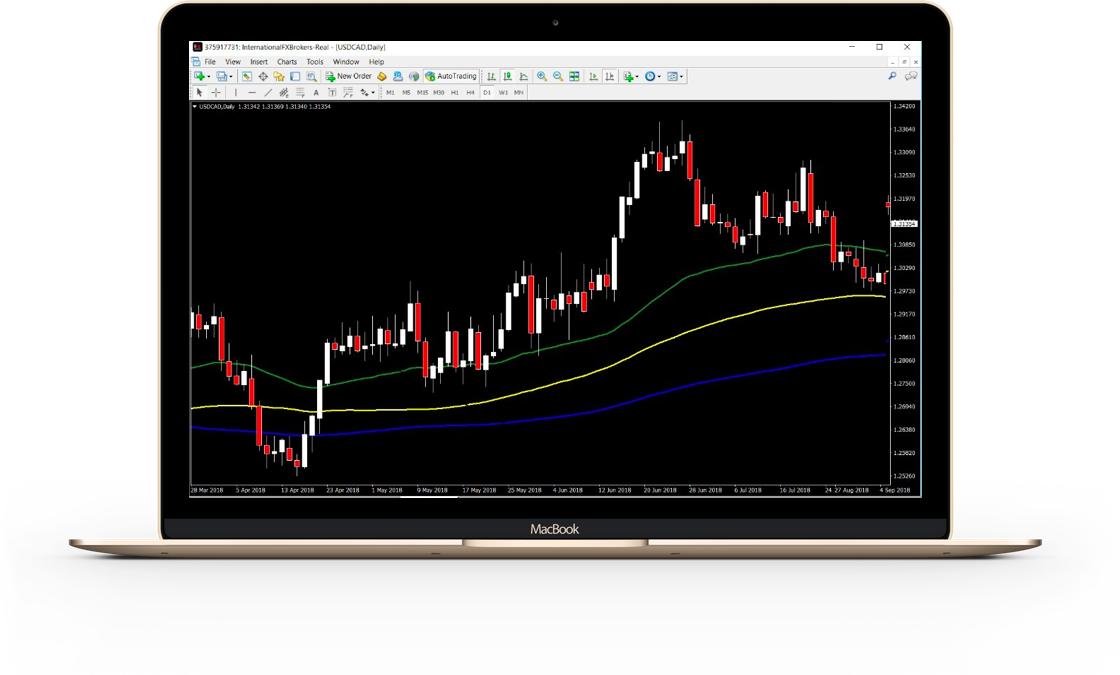 375917731: InternationalFXBrokers-Real - [USDCAD,Daily]
File View Insert Charts Tools Window Help
New Order AutoTrading
A T M1 M5 M15 M30 H1 H4 D1 W1 MN
USDCAD,Daily 1.31342 1.31369 1.31340 1.31354
1.34200
1.33640
1.33090
1.32530
1.31970
1.31354
1.30850
1.30290
1.29730
1.29170
1.28610
1.28060
1.27500
1.26940
1.26380
1.25820
1.25260
28 Mar 2018 5 Apr 2018 13 Apr 2018 23 Apr 2018 1 May 2018 9 May 2018 17 May 2018 25 May 2018 4 Jun 2018 12 Jun 2018 20 Jun 2018 28 Jun 2018 6 Jul 2018 16 Jul 2018 24 27 Aug 2018 4 Sep 2018
MacBook